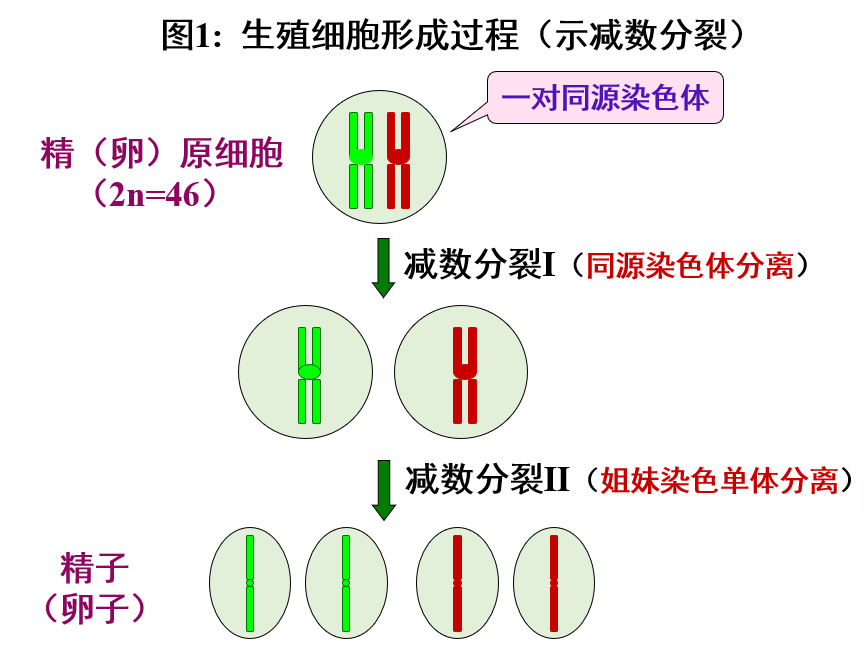 图1：生殖细胞形成过程（示减数分裂）
一对同源染色体
精（卵）原细胞
（2n=46）
减数分裂I（同源染色体分离）
减数分裂II（姐妹染色单体分离）
精子
（卵子）